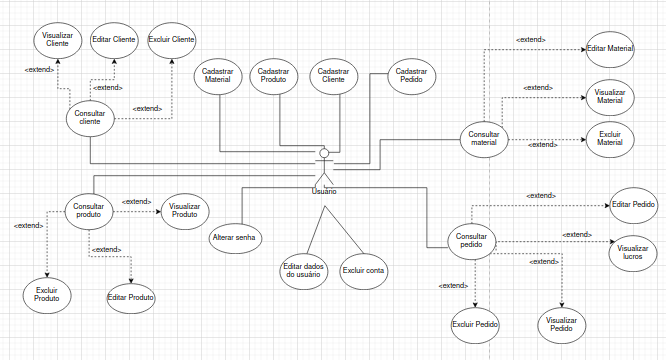 Visualizar
Cliente
Editar Cliente
Excluir Cliente
<extend>
<extend>
<extend>
Consultar
cliente
Cadastrar
Material
Cadastrar
Produto
Cadastrar
Cliente
Cadastrar
Pedido
<extend>
Editar Material
<extend>
Visualizar
Material
Consultar
material
<extend>
Excluir
Material
Usuário
Consultar
produto
<extend>
Visualizar
Produto
<extend>
<extend>
Excluir
Produto
Editar Produto
Alterar senha
Editar dados
do usuário
Excluir conta
Consultar
pedido
<extend>
Editar Pedido
<extend>
Visualizar
lucros
<extend>
<extend>
Excluir Pedido
Visualizar
Pedido